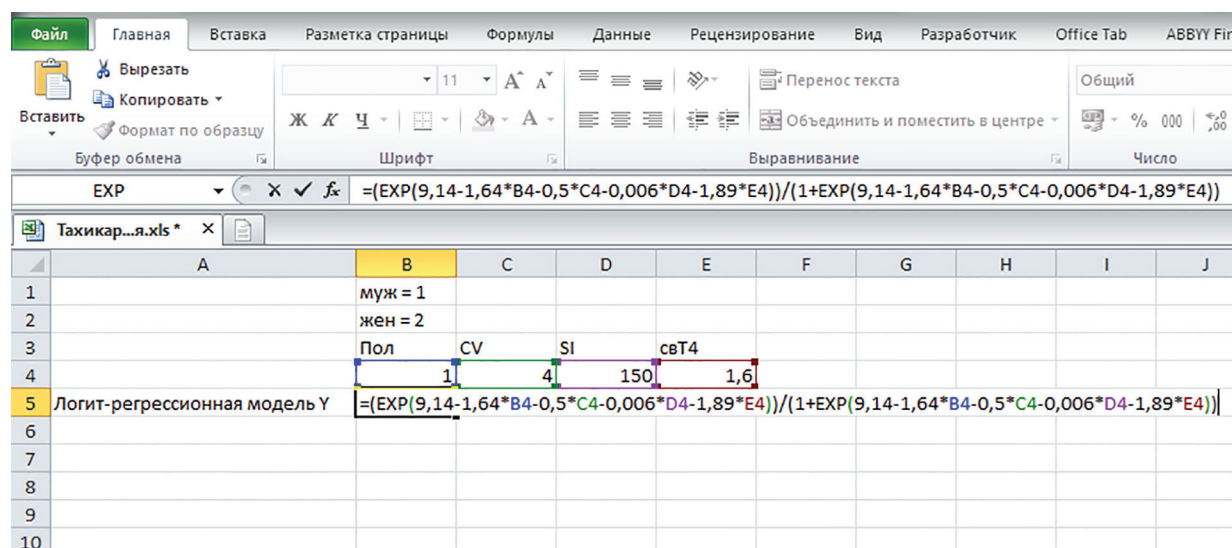 Файл Главная Вставка Разметка страницы Формулы Данные Рецензирование Вид Разработчик Office Tab ABBYY Fir
Вставить
Вырезать
Копировать
Формат по образцу
Буфер обмена
11
Ж К Ч
Шрифт
Перенос текста
Объединить и поместить в центре
Выравнивание
Общий
% 000
Число
EXP fx =(EXP(9,14-1,64*B4-0,5*C4-0,006*D4-1,89*E4))/(1+EXP(9,14-1,64*B4-0,5*C4-0,006*D4-1,89*E4))
Тахикар...я.xls *
A B C D E F G H I J
1 муж = 1
2 жен = 2
3 Пол CV SI свТ4
4 1 4 150 1,6
5 Логит-регрессионная модель Y =(EXP(9,14-1,64*B4-0,5*C4-0,006*D4-1,89*E4))/(1+EXP(9,14-1,64*B4-0,5*C4-0,006*D4-1,89*E4))
6
7
8
9
10